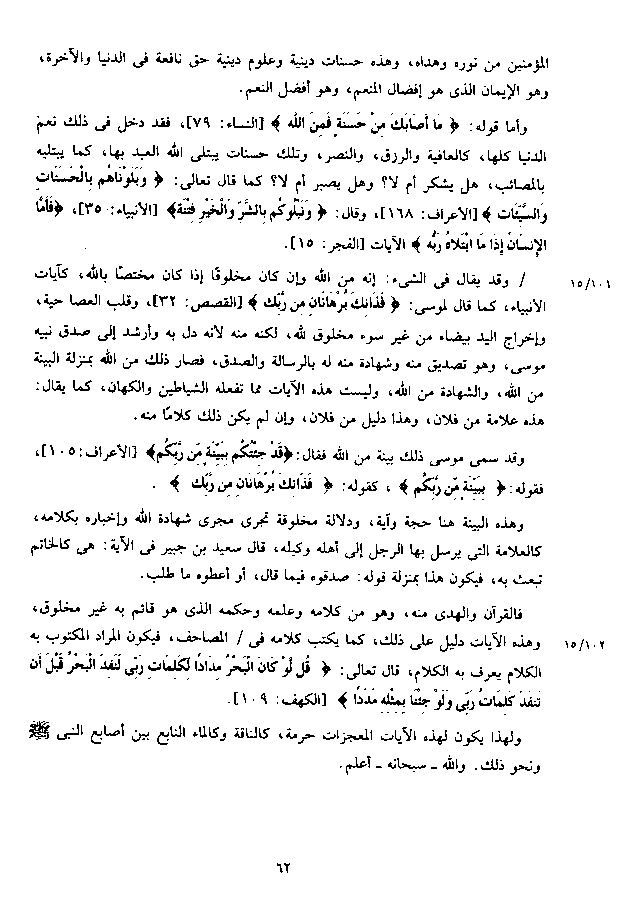 المؤمنين من نوره وهداه، وهذه حسنات دينية وعلوم دينية حق نافعة فى الدنيا والآخرة،
وهو الإيمان الذى هو إفضال المنعم، وهو أفضل النعم.
وأما قوله: ﴿ مَا أَصَابَكَ مِنْ حَسَنَةٍ فَمِنَ اللَّهِ ﴾ [النساء: ٧٩]، فقد دخل فى ذلك نعم
الدنيا كلها، كالعافية والرزق، والنصر، وتلك حسنات يبتلى الله العبد بها، كما يبتليه
بالمصائب، هل يشكر أم لا؟ وهل يصبر أم لا؟ كما قال تعالى: ﴿ وَبَلَوْنَاهُم بِالْحَسَنَاتِ
وَالسَّيِّئَاتِ ﴾ [الأعراف: ١٦٨]، وقال: ﴿ وَنَبْلُوكُم بِالشَّرِّ وَالْخَيْرِ فِتْنَةً﴾ [الأنبياء: ٣٥]، ﴿فَأَمَّا
الإِنسَانُ إِذَا مَا ابْتَلاهُ رَبُّهُ ﴾ الآيات [الفجر: ١٥].
١٥/١٠١ / وقد يقال فى الشىء: إنه من الله وإن كان مخلوقًا إذا كان مختصًا بالله، كآيات
الأنبياء، كما قال لموسى: ﴿ فَذَانِكَ بُرْهَانَانِ مِن رَّبِّكَ ﴾ [القصص: ٣٢]، وقلب العصا حية،
وإخراج اليد بيضاء من غير سوء مخلوق لله، لكنه منه لأنه دل به وأرشد إلى صدق نبيه
موسى، وهو تصديق منه وشهادة منه له بالرسالة والصدق، فصار ذلك من الله بمنزلة البينة
من الله، والشهادة من الله، وليست هذه الآيات مما تفعله الشياطين والكهان، كما يقال:
هذه علامة من فلان، وهذا دليل من فلان، وإن لم يكن ذلك كلامًا منه.
وقد سمى موسى ذلك بينة من الله فقال: ﴿قَدْ جِئْتُكُم بِبَيِّنَةٍ مِّن رَّبِّكُمْ﴾ [الأعراف: ١٠٥]،
فقوله: ﴿ بِبَيِّنَةٍ مِّن رَّبِّكُمْ ﴾ ، كقوله: ﴿ فَذَانِكَ بُرْهَانَانِ مِن رَّبِّكَ ﴾ .
وهذه البينة هنا حجة وآية، ودلالة مخلوقة تجرى مجرى شهادة الله وإخباره بكلامه،
كالعلامة التى يرسل بها الرجل إلى أهله وكيله، قال سعيد بن جبير فى الآية: هى كالخاتم
تبعث به، فيكون هذا بمنزلة قوله: صدقوه فيما قال، أو أعطوه ما طلب.
فالقرآن والهدى منه، وهو من كلامه وعلمه وحكمه الذى هو قائم به غير مخلوق،
١٥/١٠٢ وهذه الآيات دليل على ذلك، كما يكتب كلامه فى / المصاحف، فيكون المراد المكتوب به
الكلام يعرف به الكلام، قال تعالى: ﴿ قُل لَّوْ كَانَ الْبَحْرُ مِدَادًا لِّكَلِمَاتِ رَبِّي لَنَفِدَ الْبَحْرُ قَبْلَ أَن
تَنفَدَ كَلِمَاتُ رَبِّي وَلَوْ جِئْنَا بِمِثْلِهِ مَدَدًا ﴾ [الكهف: ١٠٩].
ولهذا يكون لهذه الآيات المعجزات حرمة، كالناقة وكالماء النابع بين أصابع النبى ﷺ
ونحو ذلك. والله ـ سبحانه ـ أعلم.
٦٢